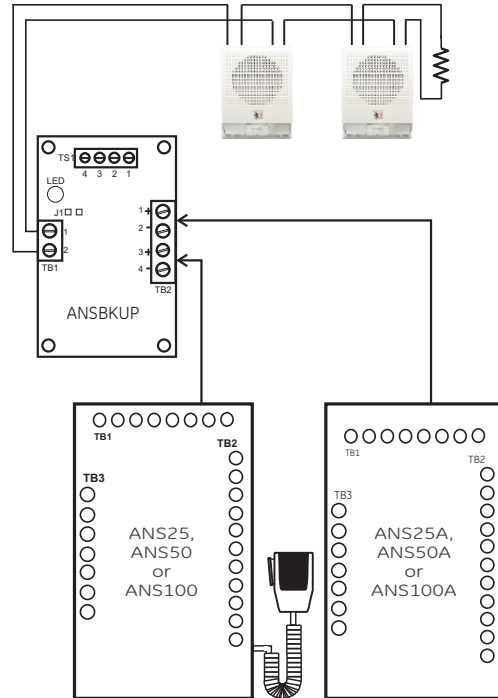 TS1
4 3 2 1
LED
J1
1
2
TB1
1 +
2 -
3 +
4 -
TB2
ANSBKUP
TB1
TB2
TB3
ANS25,
ANS50
or
ANS100
TB1
TB2
TB3
ANS25A,
ANS50A
or
ANS100A